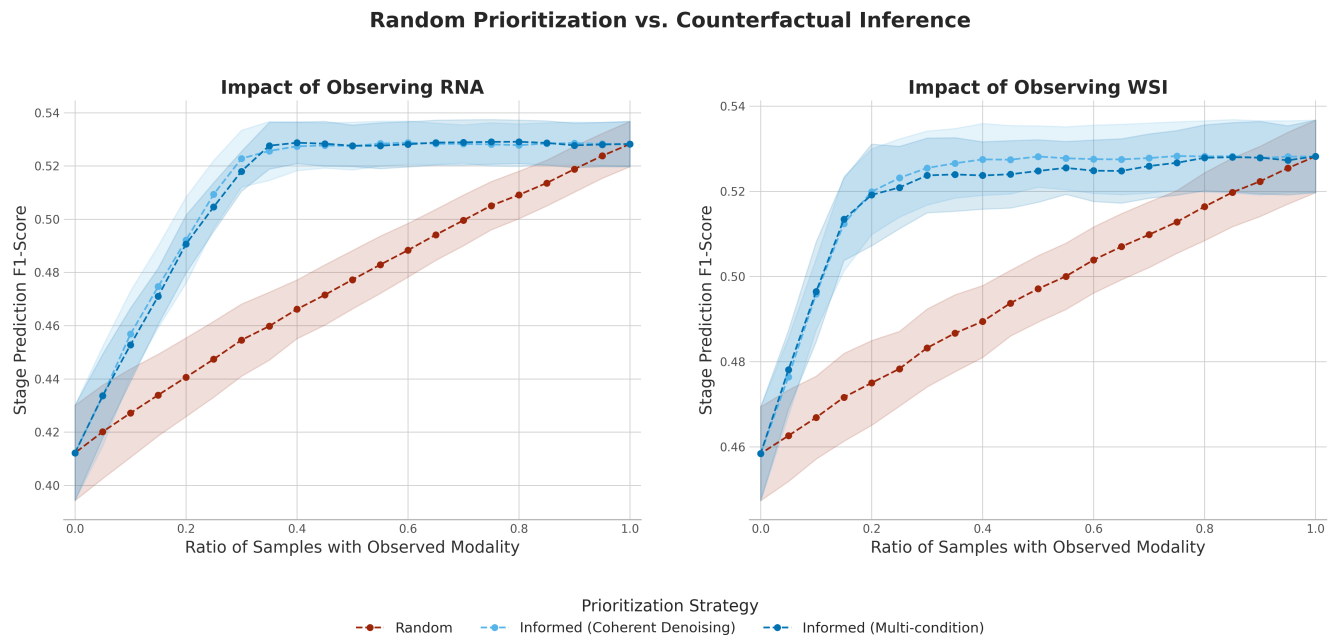 Random Prioritization vs. Counterfactual Inference
Impact of Observing RNA
Stage Prediction F1-Score
0.54
0.52
0.50
0.48
0.46
0.44
0.42
0.40
0.0 0.2 0.4 0.6 0.8 1.0
Ratio of Samples with Observed Modality
Impact of Observing WSI
Stage Prediction F1-Score
0.54
0.52
0.50
0.48
0.46
0.0 0.2 0.4 0.6 0.8 1.0
Ratio of Samples with Observed Modality
Prioritization Strategy
Random Informed (Coherent Denoising) Informed (Multi-condition)